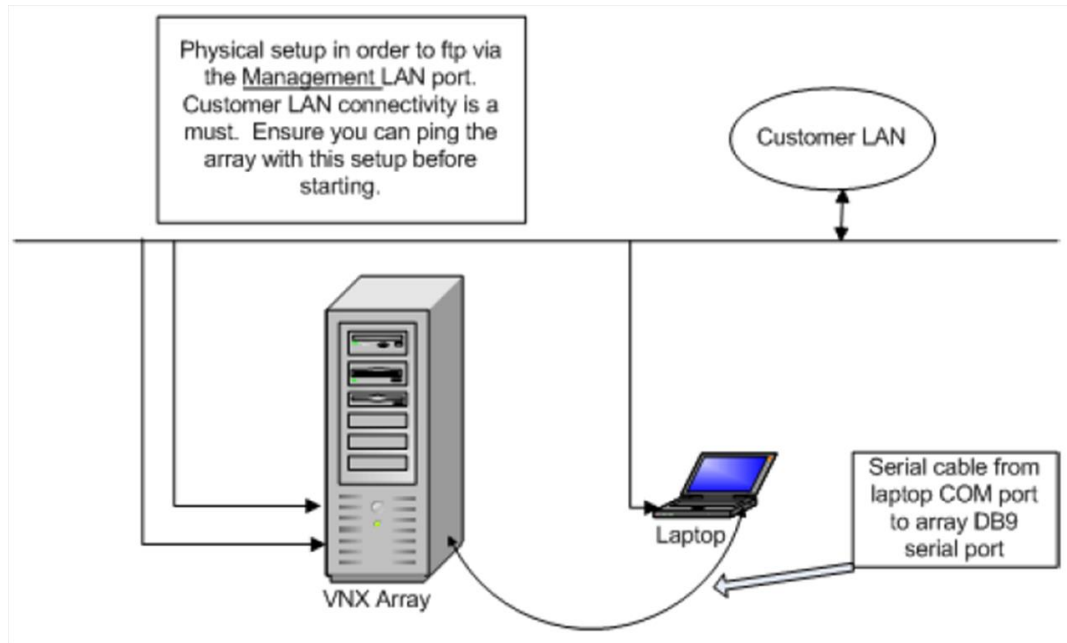 Physical setup in order to ftp via
the Management LAN port.
Customer LAN connectivity is a
must.  Ensure you can ping the
array with this setup before
starting.
Customer LAN
Serial cable from
laptop COM port
to array DB9
serial port
Laptop
VNX Array